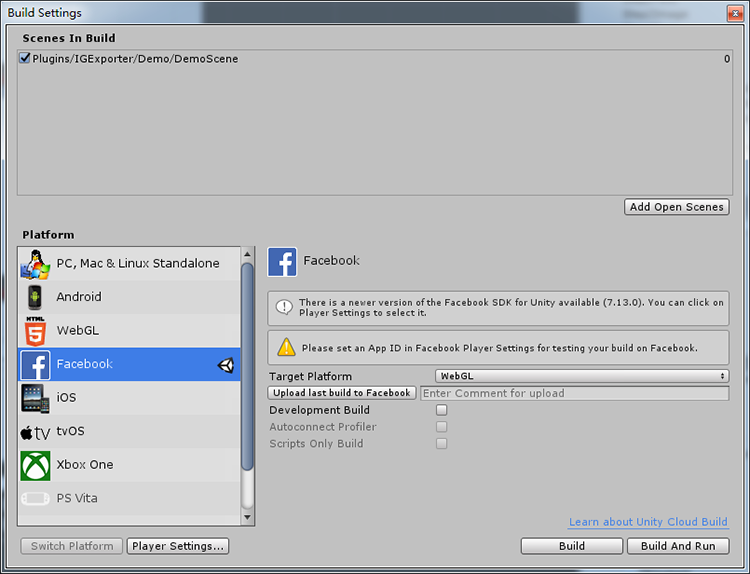 Build Settings
Scenes In Build
Plugins/IGExporter/Demo/DemoScene 0
Add Open Scenes
Platform
PC, Mac & Linux Standalone
Android
HTML
5
WebGL
Facebook
iOS
tv
tvOS
Xbox One
PS Vita
Switch Platform
Player Settings...
Facebook
There is a newer version of the Facebook SDK for Unity available (7.13.0). You can click on
Player Settings to select it.
Please set an App ID in Facebook Player Settings for testing your build on Facebook.
Target Platform WebGL
Upload last build to Facebook Enter Comment for upload
Development Build
Autoconnect Profiler
Scripts Only Build
Learn about Unity Cloud Build
Build
Build And Run